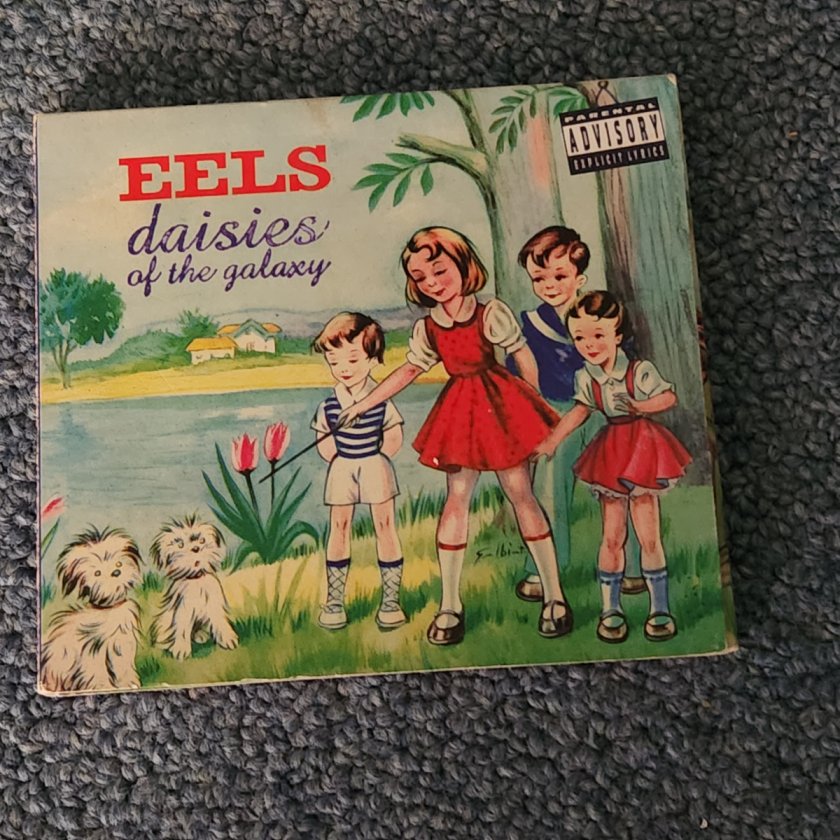 EELS
daisies
of the galaxy
PARENTAL
ADVISORY
EXPLICIT LYRICS